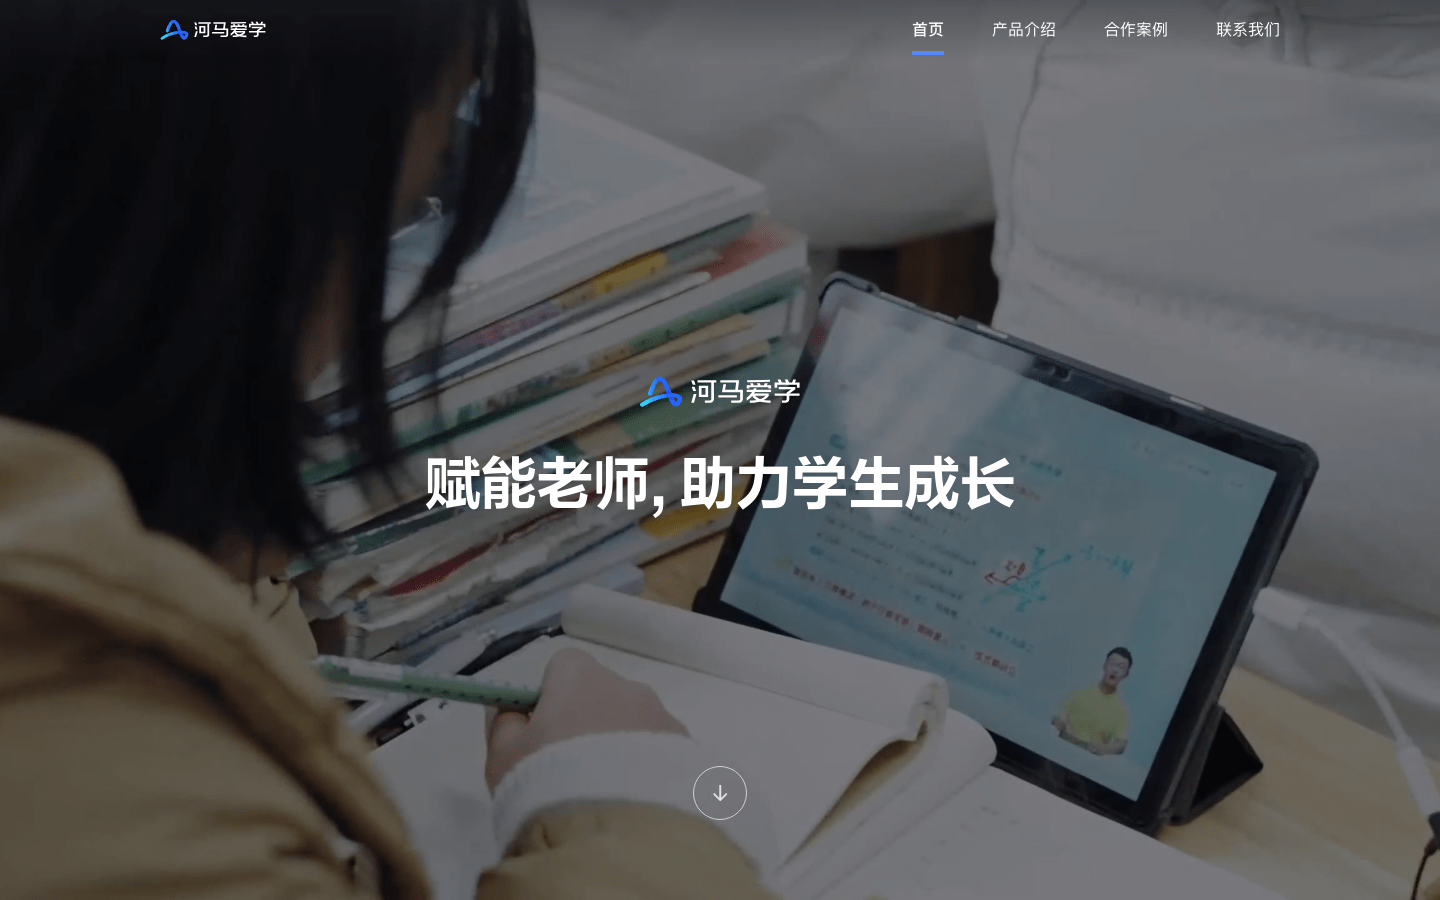 河马爱学
首页
产品介绍
合作案例
联系我们
河马爱学
赋能老师, 助力学生成长